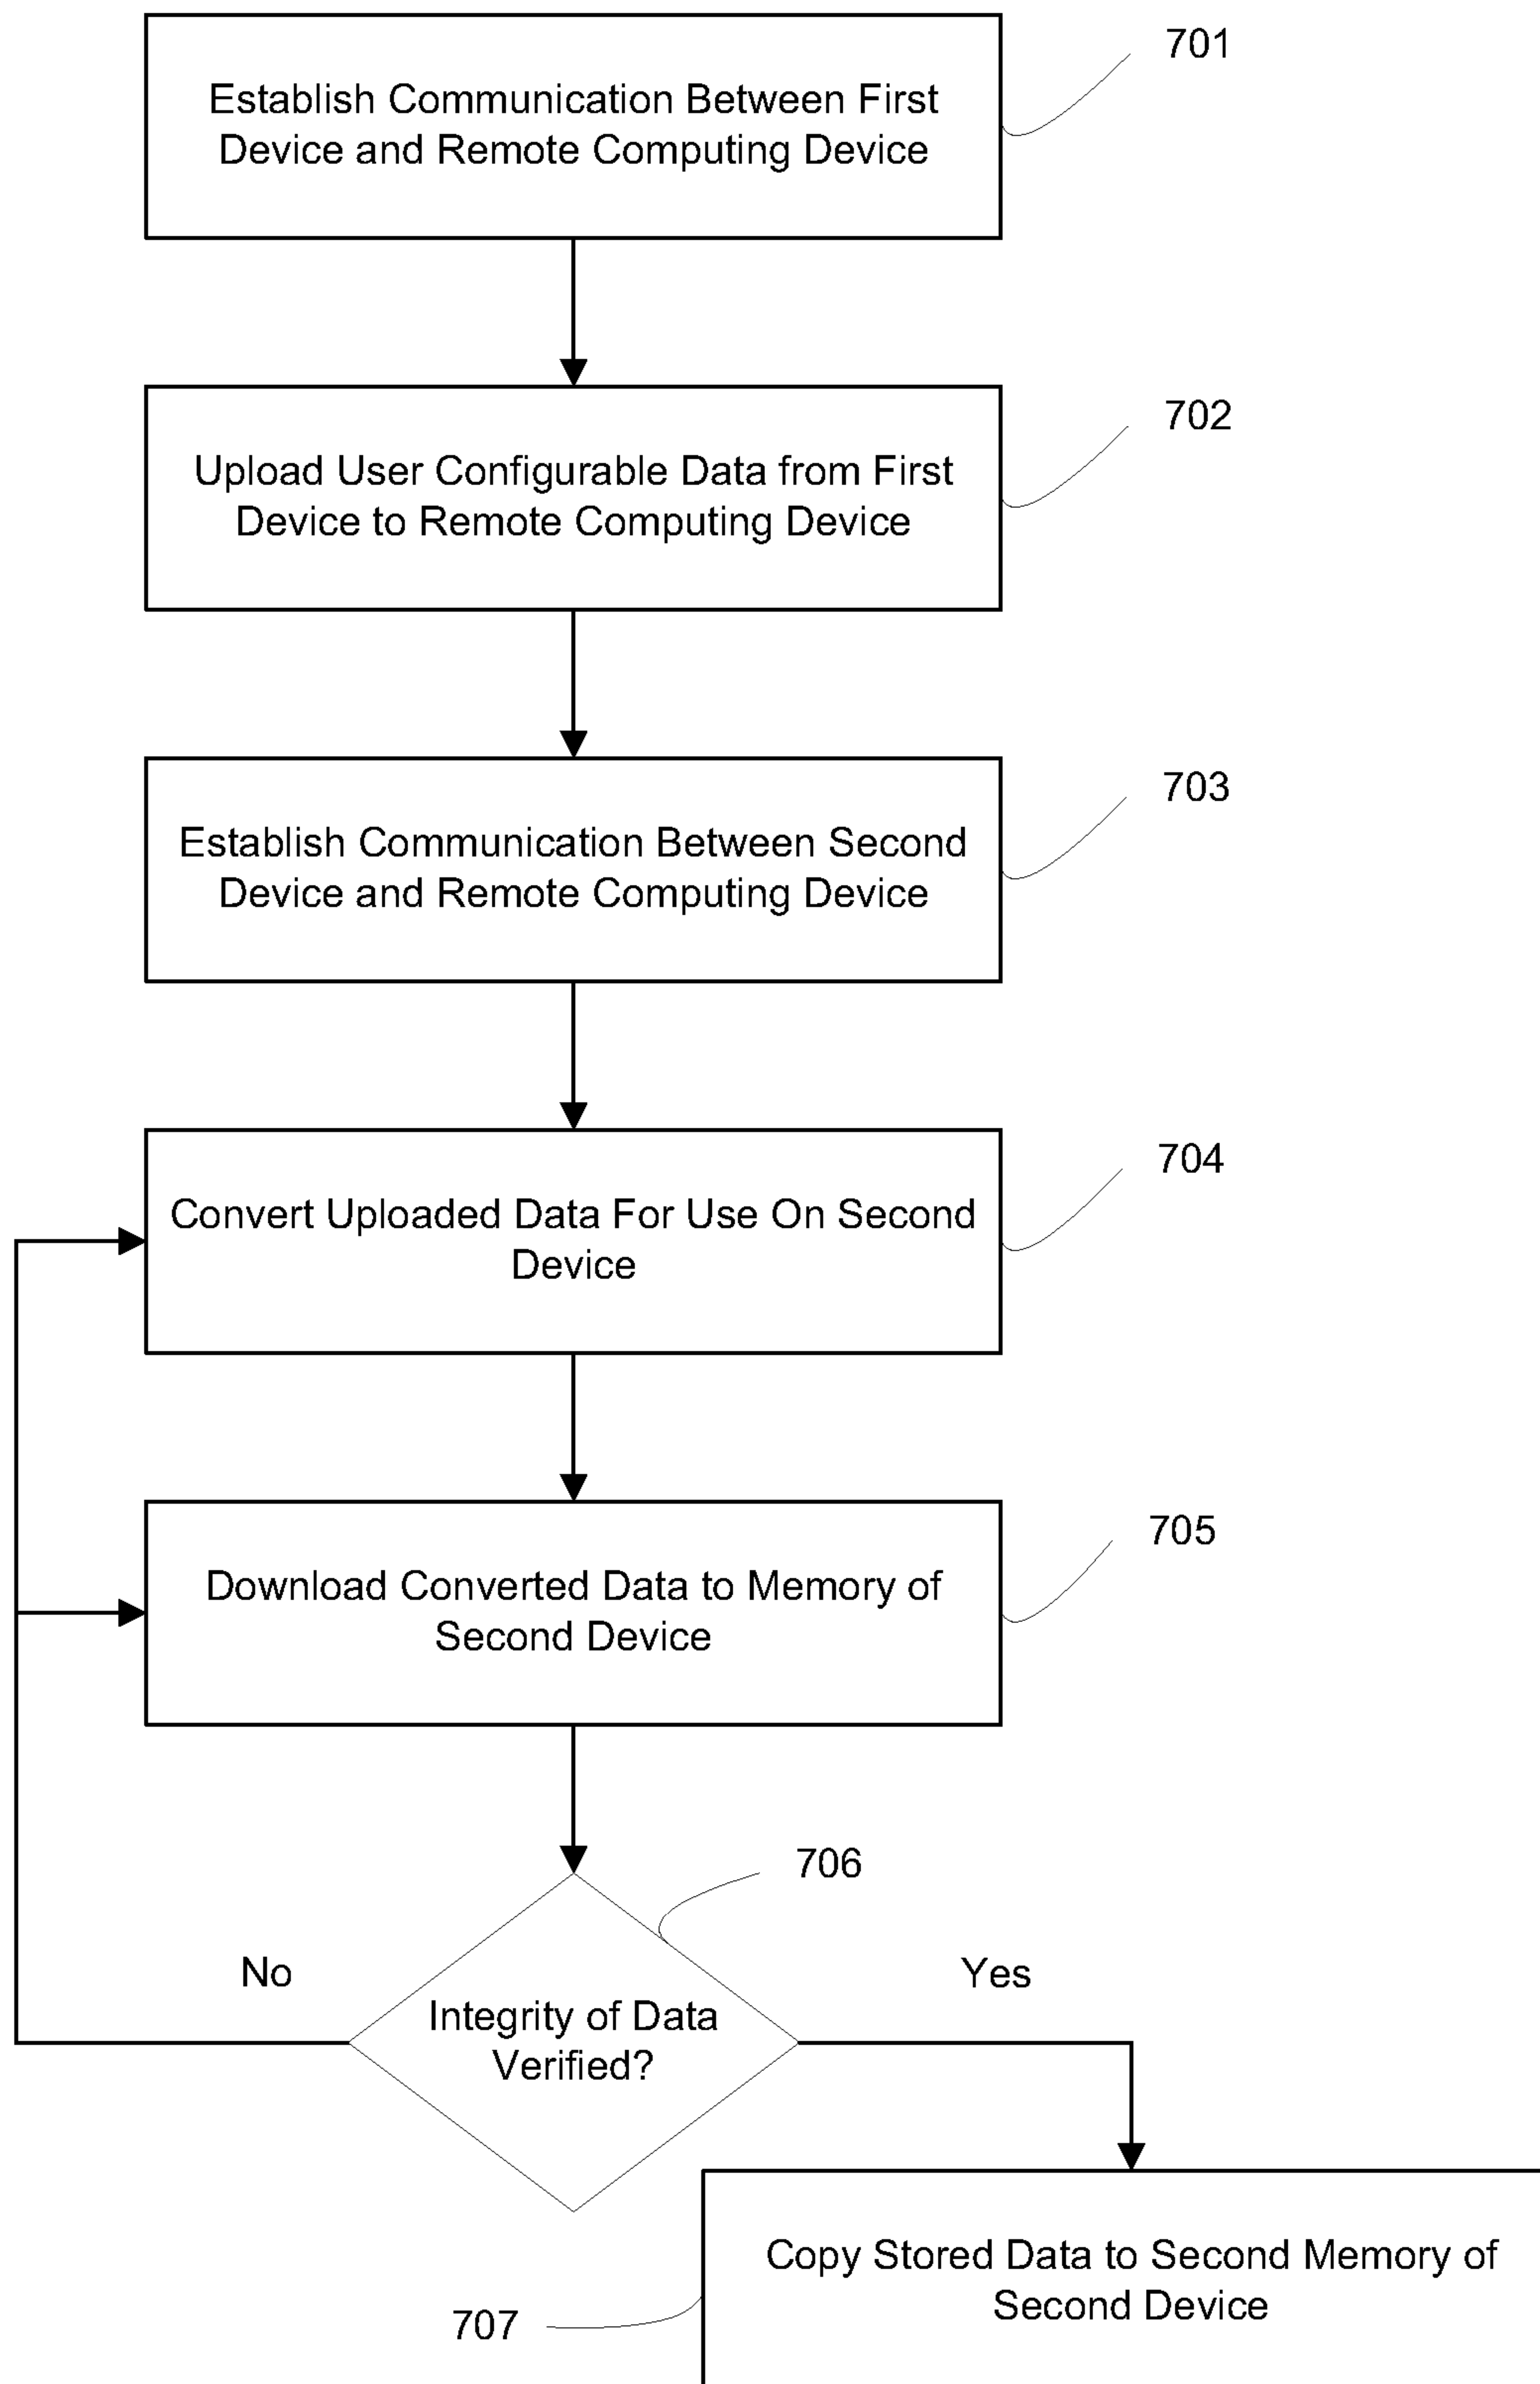 701
Establish Communication Between First
Device and Remote Computing Device
702
Upload User Configurable Data from First
Device to Remote Computing Device
703
Establish Communication Between Second
Device and Remote Computing Device
704
Convert Uploaded Data For Use On Second
Device
705
Download Converted Data to Memory of
Second Device
706
No
Yes
Integrity of Data
Verified?
Copy Stored Data to Second Memory of
Second Device
707